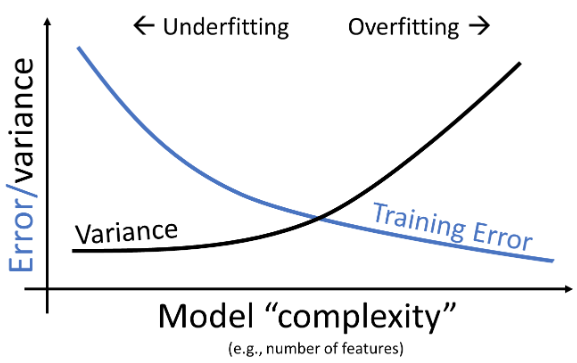 ← Underfitting
Overfitting →
Error/variance
Variance
Training Error
Model “complexity”
(e.g., number of features)